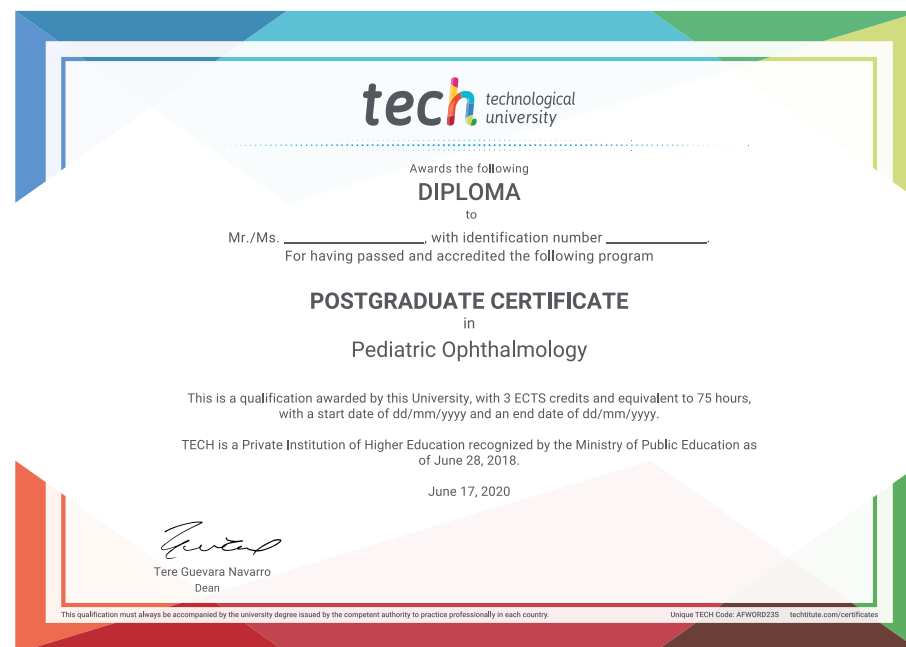 tech technological
university
Awards the following
DIPLOMA
to
Mr./Ms. ____________________, with identification number ______________.
For having passed and accredited the following program
POSTGRADUATE CERTIFICATE
in
Pediatric Ophthalmology
This is a qualification awarded by this University, with 3 ECTS credits and equivalent to 75 hours,
with a start date of dd/mm/yyyy and an end date of dd/mm/yyyy.
TECH is a Private Institution of Higher Education recognized by the Ministry of Public Education as
of June 28, 2018.
June 17, 2020
Tere Guevara Navarro
Dean
This qualification must always be accompanied by the university degree issued by the competent authority to practice professionally in each country.
Unique TECH Code: AFWORD23S techtitute.com/certificates